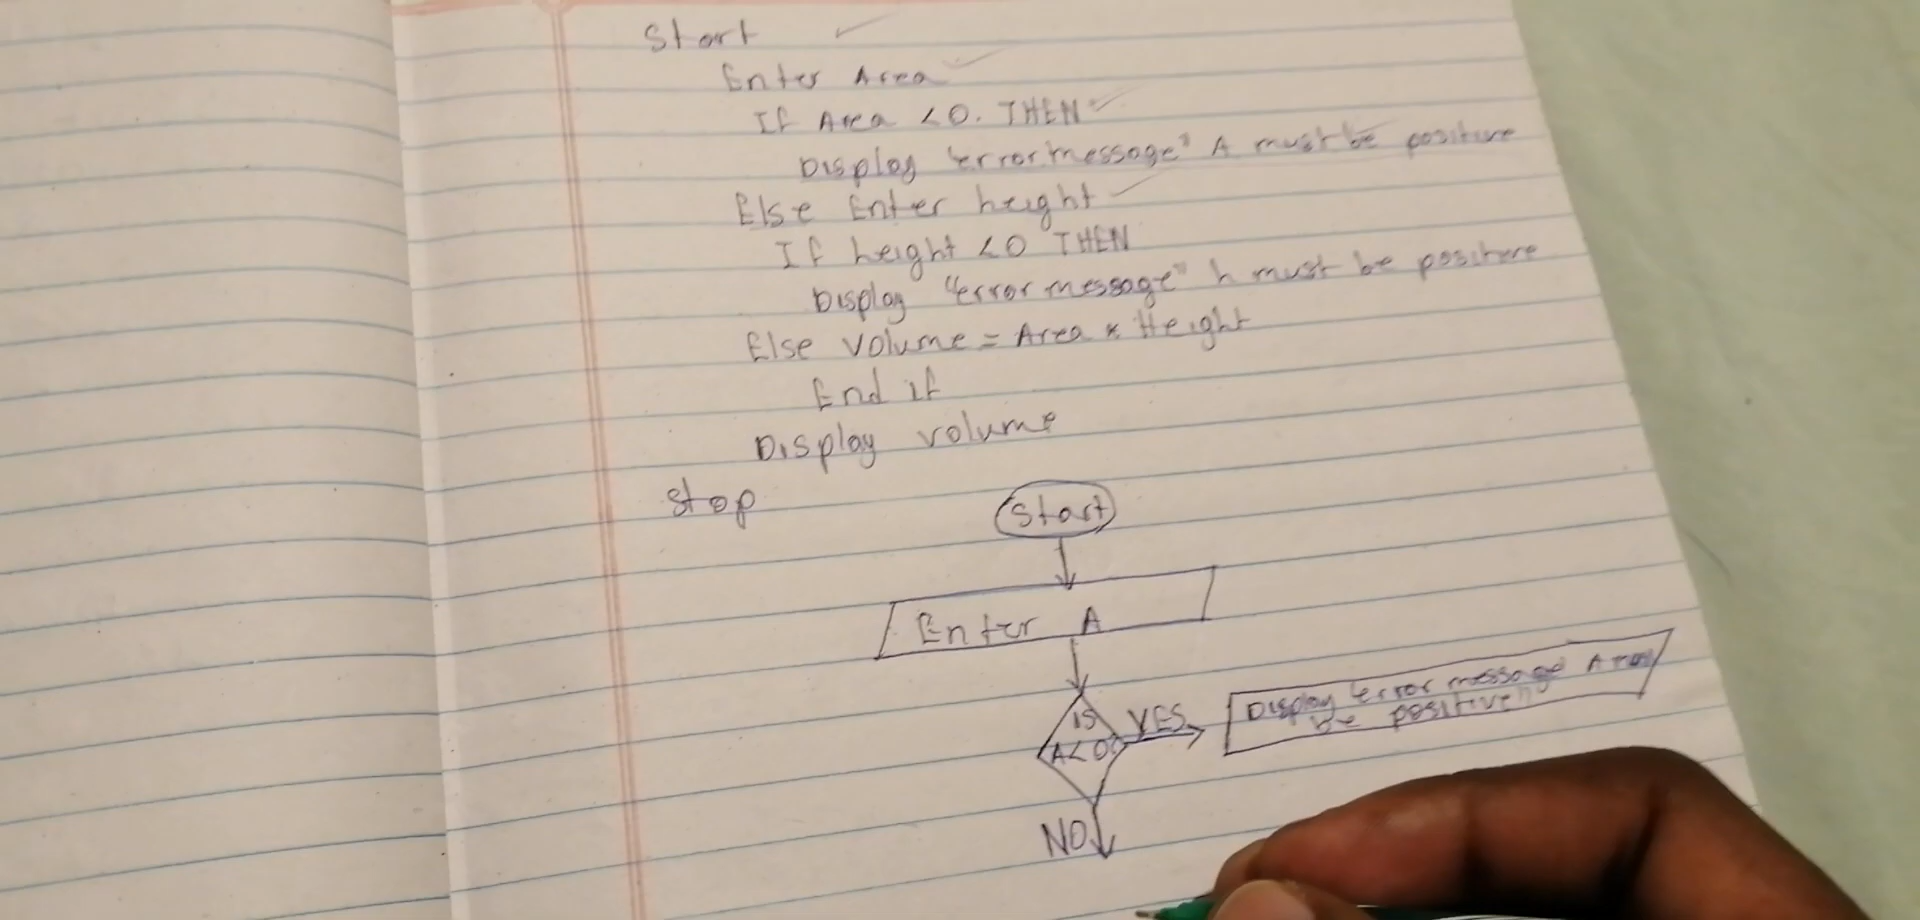 Start
Enter Area
If Area <0. THEN
Display "error message" A must be positive
Else Enter height
If height <0 THEN
Display "error message" h must be positive
Else volume = Area * Height
End if
Display volume
Stop
Start
Enter A
IS
A<0?
YES
Display "error message Area
be positive"
NO